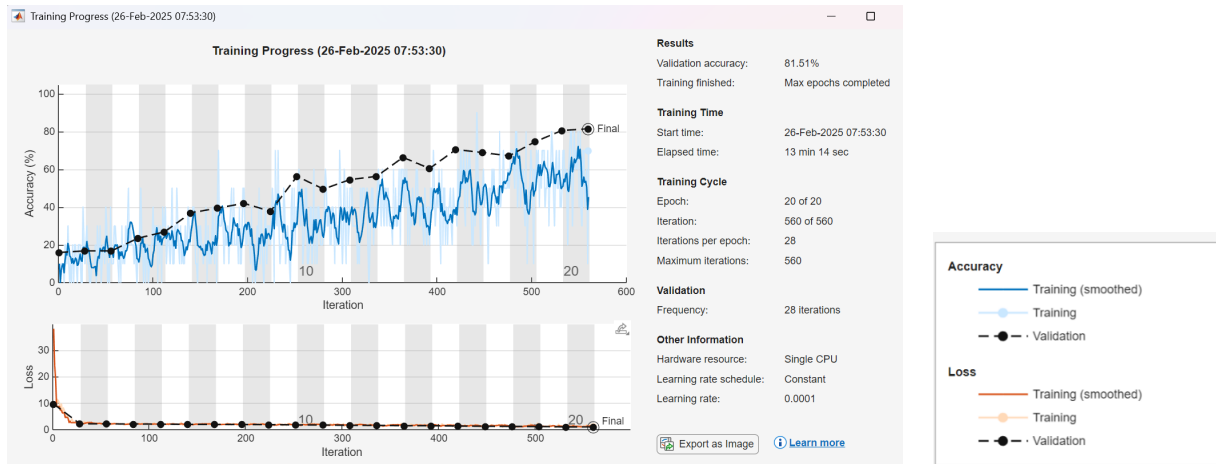 Training Progress (26-Feb-2025 07:53:30)
Training Progress (26-Feb-2025 07:53:30)
100
80
60
40
20
0
Accuracy (%)
Final
10
20
0 100 200 300 400 500 600
Iteration
30
20
10
0
Loss
10
20
Final
0 100 200 300 400 500
Iteration
Results
Validation accuracy: 81.51%
Training finished: Max epochs completed
Training Time
Start time: 26-Feb-2025 07:53:30
Elapsed time: 13 min 14 sec
Training Cycle
Epoch: 20 of 20
Iteration: 560 of 560
Iterations per epoch: 28
Maximum iterations: 560
Validation
Frequency: 28 iterations
Other Information
Hardware resource: Single CPU
Learning rate schedule: Constant
Learning rate: 0.0001
Export as Image
Learn more
Accuracy
Training (smoothed)
Training
Validation
Loss
Training (smoothed)
Training
Validation